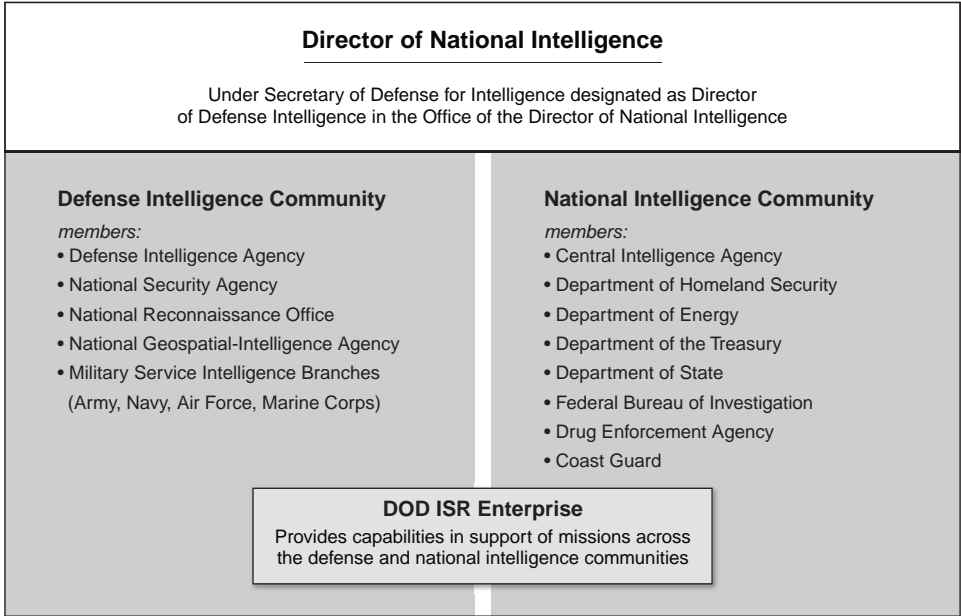 Director of National Intelligence
Under Secretary of Defense for Intelligence designated as Director
of Defense Intelligence in the Office of the Director of National Intelligence
Defense Intelligence Community
members:
• Defense Intelligence Agency
• National Security Agency
• National Reconnaissance Office
• National Geospatial-Intelligence Agency
• Military Service Intelligence Branches
(Army, Navy, Air Force, Marine Corps)
National Intelligence Community
members:
• Central Intelligence Agency
• Department of Homeland Security
• Department of Energy
• Department of the Treasury
• Department of State
• Federal Bureau of Investigation
• Drug Enforcement Agency
• Coast Guard
DOD ISR Enterprise
Provides capabilities in support of missions across
the defense and national intelligence communities